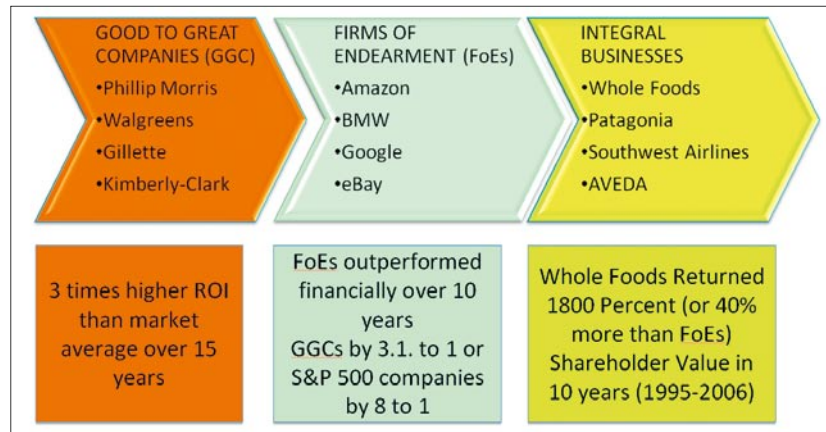 GOOD TO GREAT
COMPANIES (GGC)
•Phillip Morris
•Walgreens
•Gillette
•Kimberly-Clark
FIRMS OF
ENDEARMENT (FoEs)
•Amazon
•BMW
•Google
•eBay
INTEGRAL
BUSINESSES
•Whole Foods
•Patagonia
•Southwest Airlines
•AVEDA
3 times higher ROI
than market
average over 15
years
FoEs outperformed
financially over 10
years
GGCs by 3.1. to 1 or
S&P 500 companies
by 8 to 1
Whole Foods Returned
1800 Percent (or 40%
more than FoEs)
Shareholder Value in
10 years (1995-2006)